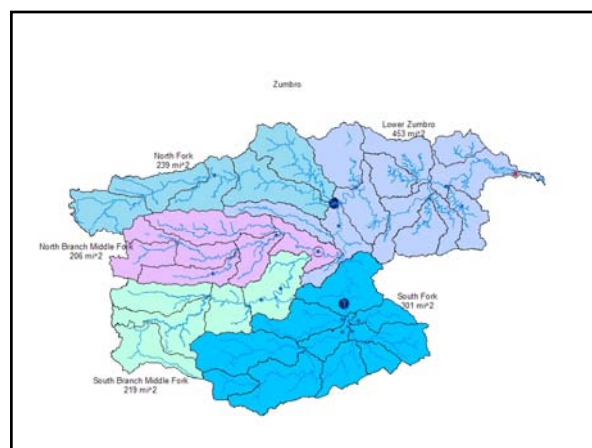 Zumbro
Lower Zumbro
453 mi^2
North Fork
239 mi^2
North Branch Middle Fork
206 mi^2
South Fork
301 mi^2
South Branch Middle Fork
219 mi^2